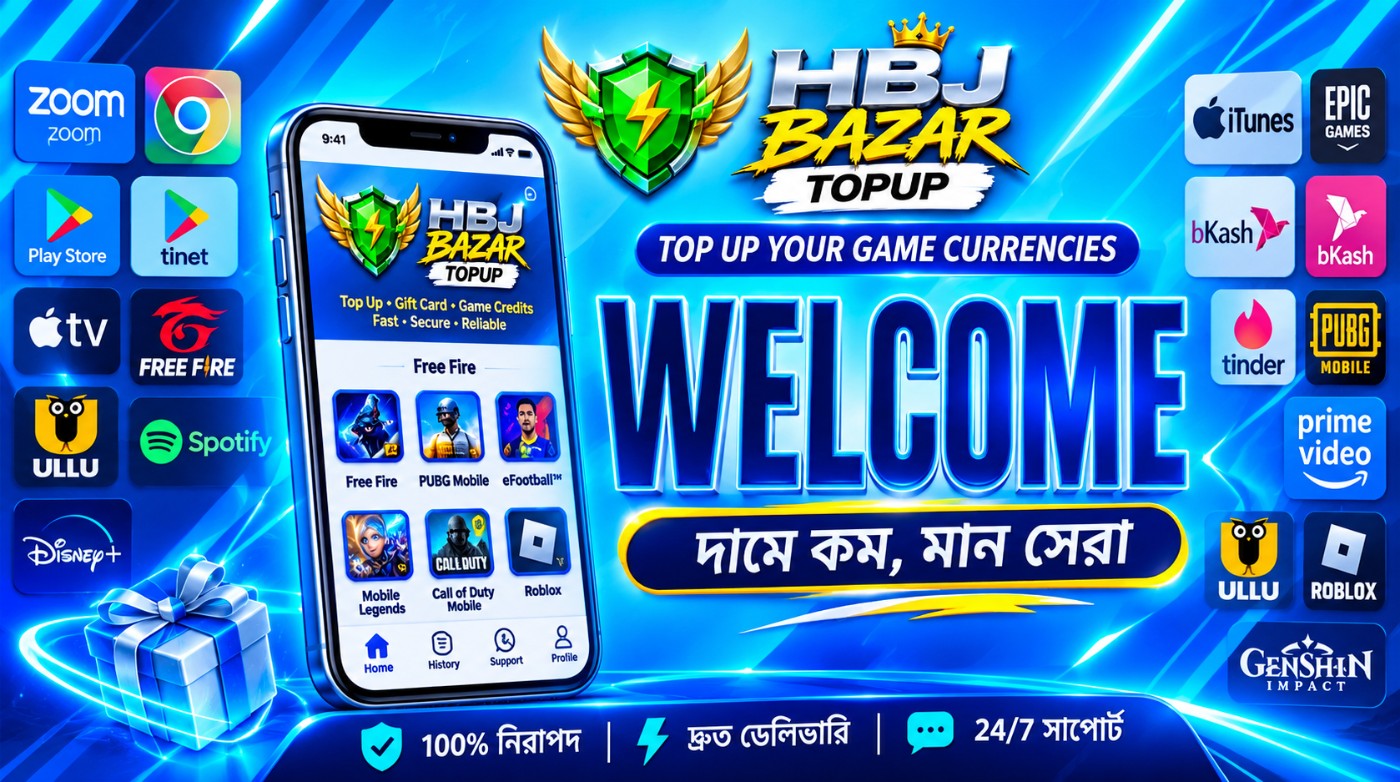 zoom
zoom
Play Store
tinet
tv
FREE FIRE
ULLU
Spotify
Disney+
9:41
HBJ
BAZAR
TOPUP
Top Up • Gift Card • Game Credits
Fast • Secure • Reliable
Free Fire
Free Fire
PUBG Mobile
eFootball™
CALL OF DUTY
Mobile
Legends
Call of Duty
Mobile
Roblox
Home
History
Support
Profile
HBJ
BAZAR
TOPUP
TOP UP YOUR GAME CURRENCIES
WELCOME
দামে কম, মান সেরা
iTunes
EPIC
GAMES
bKash
bKash
tinder
PUBG
MOBILE
prime
video
ULLU
ROBLOX
GENSHIN
IMPACT
100% নিরাপদ
দ্রুত ডেলিভারি
24/7 সাপোর্ট